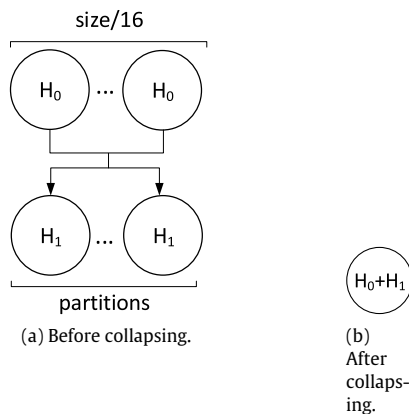 size/16
H₀ ... H₀
H₁ ... H₁
partitions
(a) Before collapsing.
H₀+H₁
(b)
After
collaps-
ing.